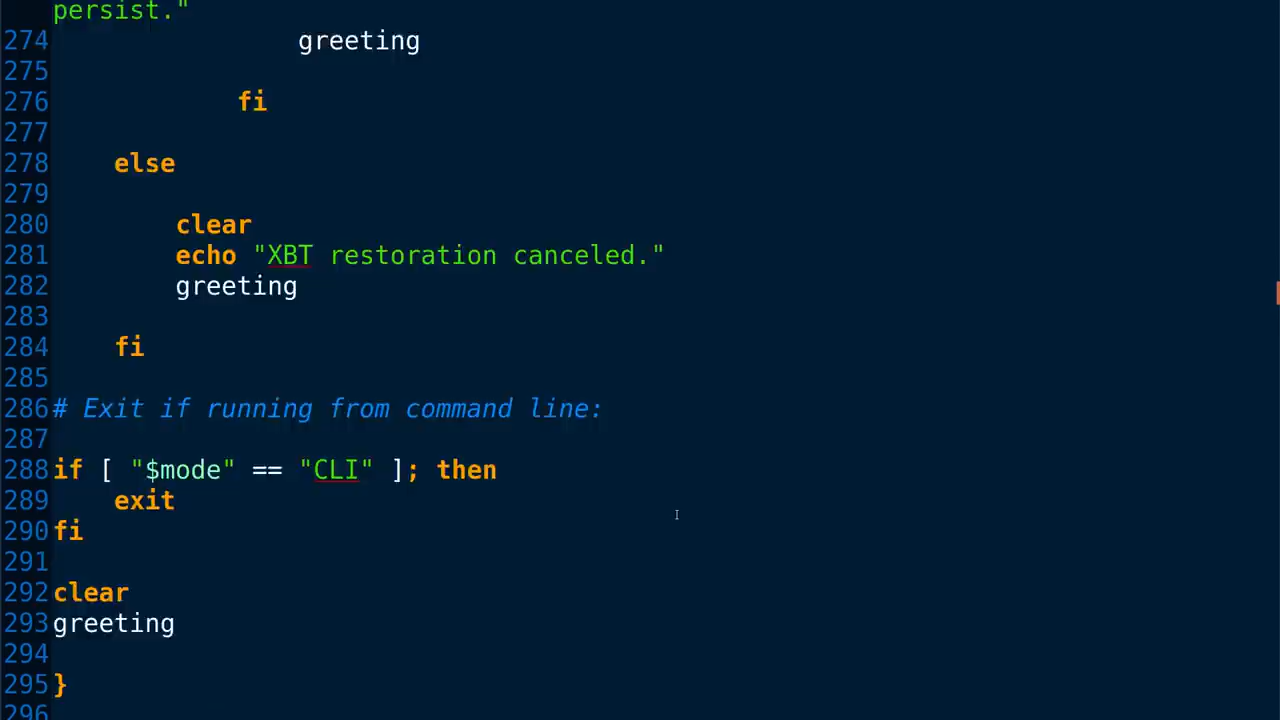 persist."
274 greeting
275
276 fi
277
278 else
279
280 clear
281 echo "XBT restoration canceled."
282 greeting
283
284 fi
285
286 # Exit if running from command line:
287
288 if [ "$mode" == "CLI" ]; then
289 exit
290 fi
291
292 clear
293 greeting
294
295 }
296